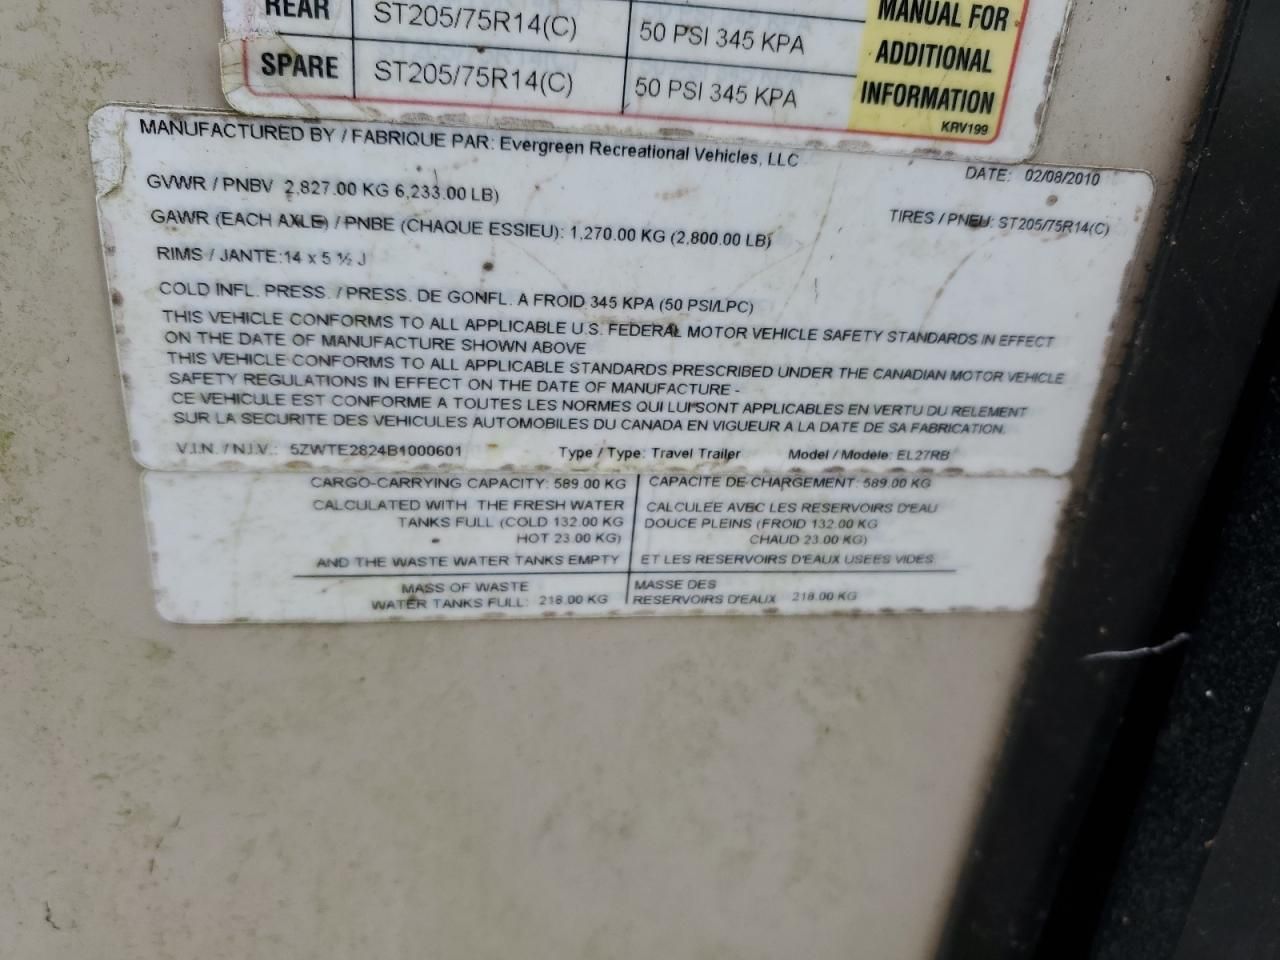 REAR ST205/75R14(C) 50 PSI 345 KPA MANUAL FOR
ADDITIONAL
SPARE ST205/75R14(C) 50 PSI 345 KPA INFORMATION
KRV199
MANUFACTURED BY / FABRIQUE PAR: Evergreen Recreational Vehicles, LLC
DATE: 02/08/2010
GVWR / PNBV 2,827.00 KG 6,233.00 LB)
GAWR (EACH AXLE) / PNBE (CHAQUE ESSIEU): 1,270.00 KG (2,800.00 LB) TIRES / PNEU: ST205/75R14(C)
RIMS / JANTE:14 x 5 ½ J
COLD INFL. PRESS. / PRESS. DE GONFL. A FROID 345 KPA (50 PSI/LPC)
THIS VEHICLE CONFORMS TO ALL APPLICABLE U.S. FEDERAL MOTOR VEHICLE SAFETY STANDARDS IN EFFECT
ON THE DATE OF MANUFACTURE SHOWN ABOVE
THIS VEHICLE CONFORMS TO ALL APPLICABLE STANDARDS PRESCRIBED UNDER THE CANADIAN MOTOR VEHICLE
SAFETY REGULATIONS IN EFFECT ON THE DATE OF MANUFACTURE -
CE VEHICULE EST CONFORME A TOUTES LES NORMES QUI LUI SONT APPLICABLES EN VERTU DU RELEMENT
SUR LA SECURITE DES VEHICULES AUTOMOBILES DU CANADA EN VIGUEUR A LA DATE DE SA FABRICATION.
V.I.N. / N.I.V.: 5ZWTE2824B1000601 Type / Type: Travel Trailer Model / Modele: EL27RB
CARGO-CARRYING CAPACITY: 589.00 KG
CALCULATED WITH THE FRESH WATER
TANKS FULL (COLD 132.00 KG
HOT 23.00 KG)
AND THE WASTE WATER TANKS EMPTY
CAPACITE DE CHARGEMENT: 589.00 KG
CALCULEE AVEC LES RESERVOIRS D'EAU
DOUCE PLEINS (FROID 132.00 KG
CHAUD 23.00 KG)
ET LES RESERVOIRS D'EAUX USEES VIDES
MASS OF WASTE
WATER TANKS FULL: 218.00 KG
MASSE DES
RESERVOIRS D'EAUX 218.00 KG